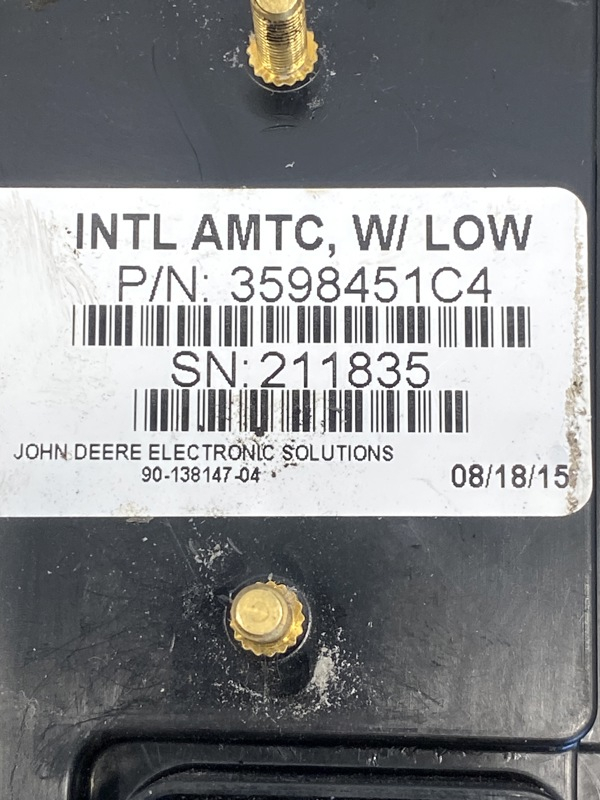 INTL AMTC, W/ LOW
P/N: 3598451C4
SN: 211835
JOHN DEERE ELECTRONIC SOLUTIONS
90-138147-04
08/18/15